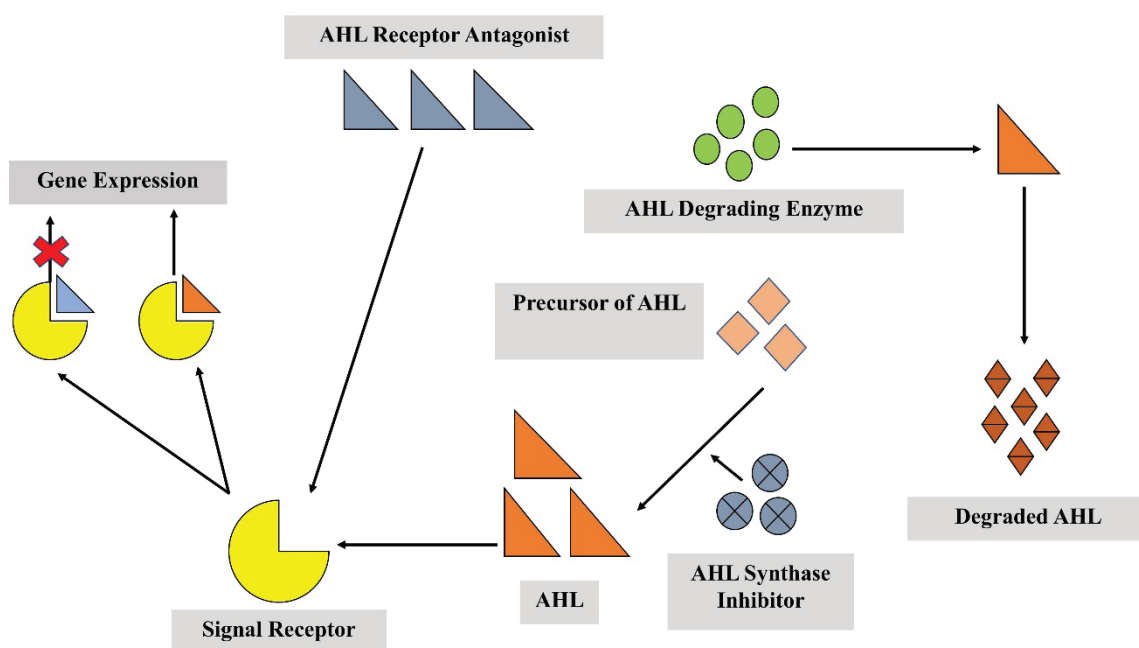 AHL Receptor Antagonist
Gene Expression
AHL Degrading Enzyme
Precursor of AHL
Degraded AHL
AHL Synthase
Inhibitor
AHL
Signal Receptor